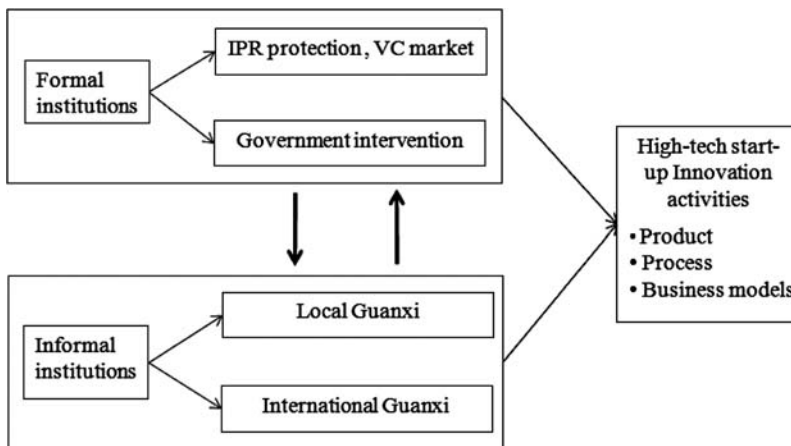 IPR protection , VC market
Formal
institutions
Government intervention
High-tech start-
up Innovation
activities
• Product
• Process
• Business models
Local Guanxi
Informal
institutions
International Guanxi